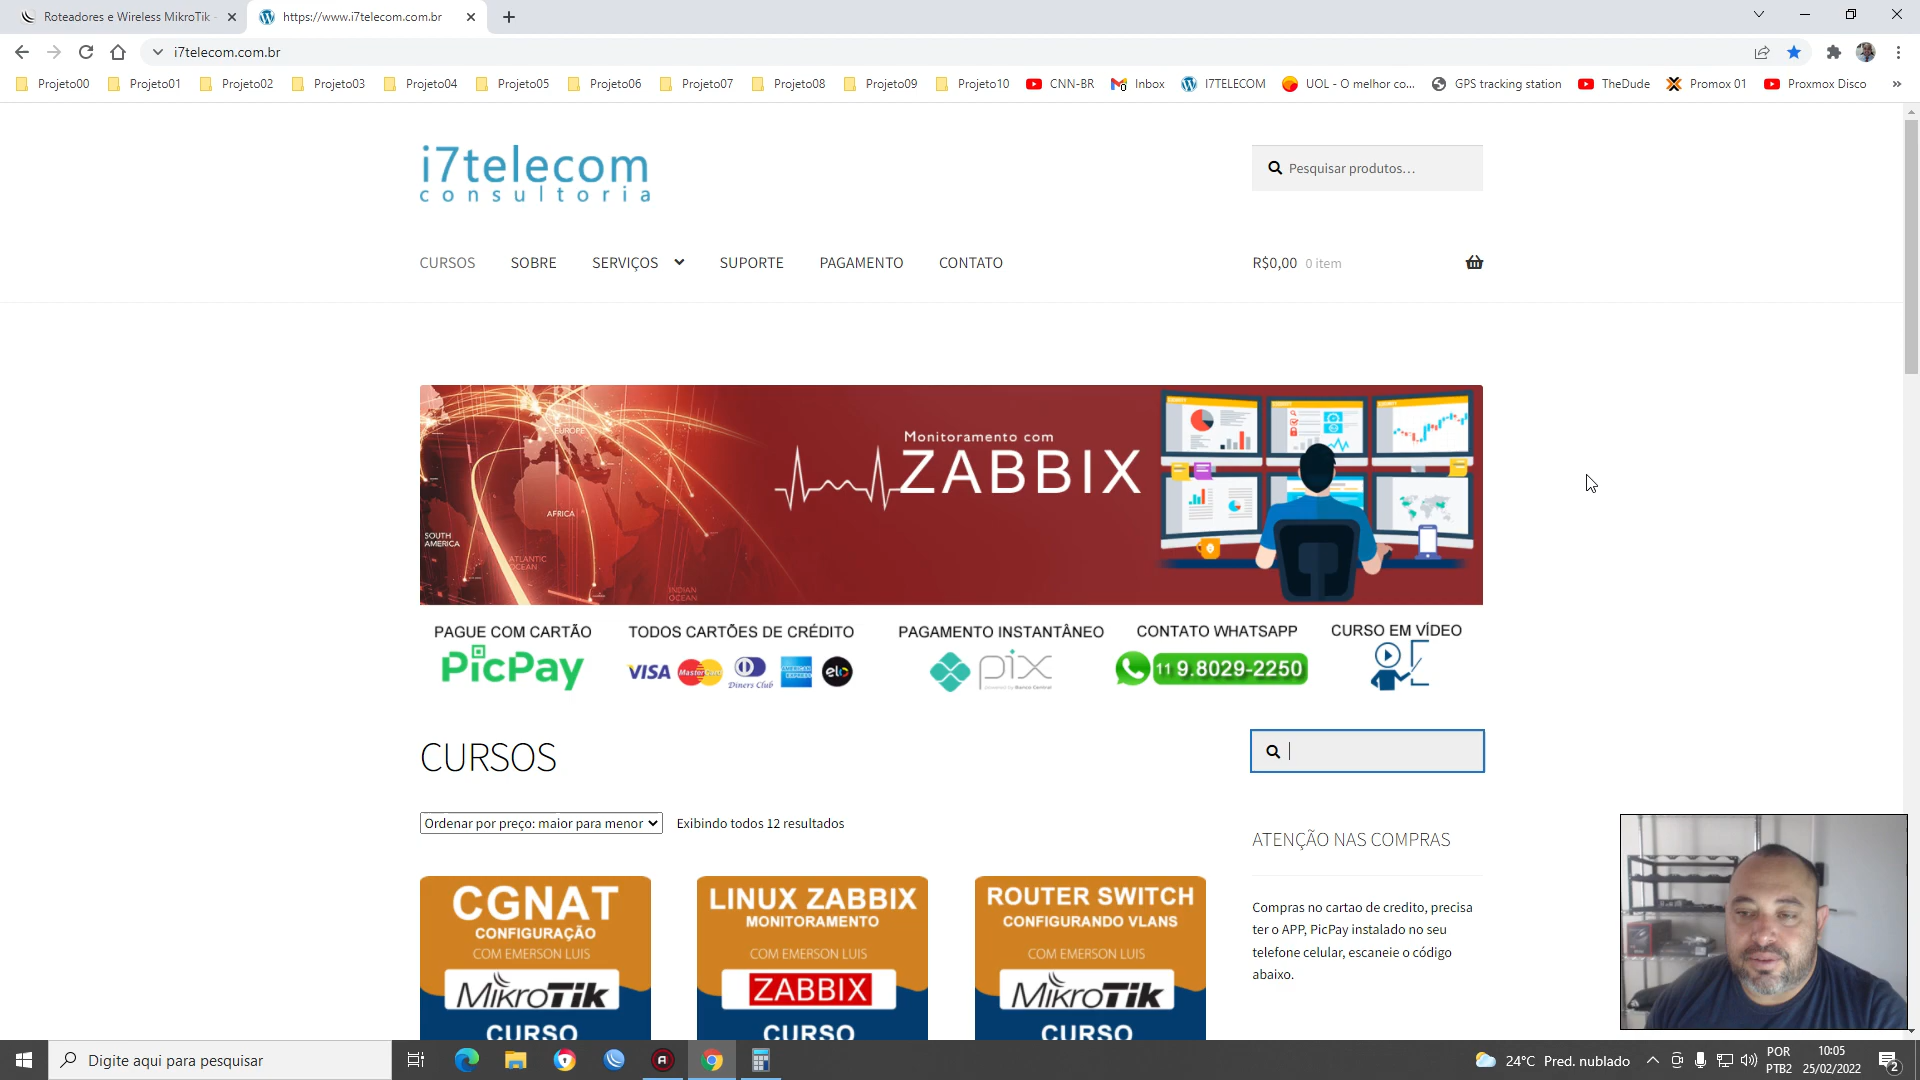 Roteadores e Wireless MikroTik
https://www.i7telecom.com.br
i7telecom.com.br
Projeto00
Projeto01
Projeto02
Projeto03
Projeto04
Projeto05
Projeto06
Projeto07
Projeto08
Projeto09
Projeto10
CNN-BR
Inbox
I7TELECOM
UOL - O melhor co...
GPS tracking station
TheDude
Promox 01
Proxmox Disco
i7telecom
consultoria
Pesquisar produtos...
CURSOS
SOBRE
SERVIÇOS
SUPORTE
PAGAMENTO
CONTATO
R$0,00 0 item
EUROPE
AFRICA
SOUTH
AMERICA
ATLANTIC
OCEAN
INDIAN
OCEAN
Monitoramento com
ZABBIX
PAGUE COM CARTÃO
PicPay
TODOS CARTÕES DE CRÉDITO
VISA MasterCard Diners Club AMERICAN EXPRESS elo
PAGAMENTO INSTANTÂNEO
pix
powered by Banco Central
CONTATO WHATSAPP
11 9.8029-2250
CURSO EM VÍDEO
CURSOS
Ordenar por preço: maior para menor
Exibindo todos 12 resultados
CGNAT
CONFIGURAÇÃO
COM EMERSON LUIS
MikroTik
CURSO
LINUX ZABBIX
MONITORAMENTO
COM EMERSON LUIS
ZABBIX
CURSO
ROUTER SWITCH
CONFIGURANDO VLANS
COM EMERSON LUIS
MikroTik
CURSO
ATENÇÃO NAS COMPRAS
Compras no cartao de credito, precisa
ter o APP, PicPay instalado no seu
telefone celular, escaneie o código
abaixo.
Digite aqui para pesquisar
24°C Pred. nublado
POR
PTB2
10:05
25/02/2022
2